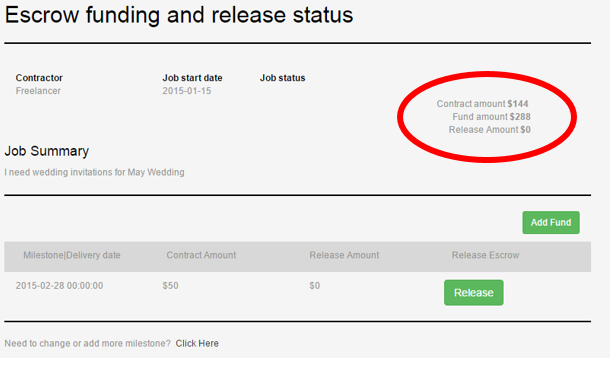 Escrow funding and release status
Contractor Job start date Job status
Freelancer 2015-01-15
Contract amount $144
Fund amount $288
Release Amount $0
Job Summary
I need wedding invitations for May Wedding
Add Fund
Milestone|Delivery date Contract Amount Release Amount Release Escrow
2015-02-28 00:00:00 $50 $0 Release
Need to change or add more milestone? Click Here